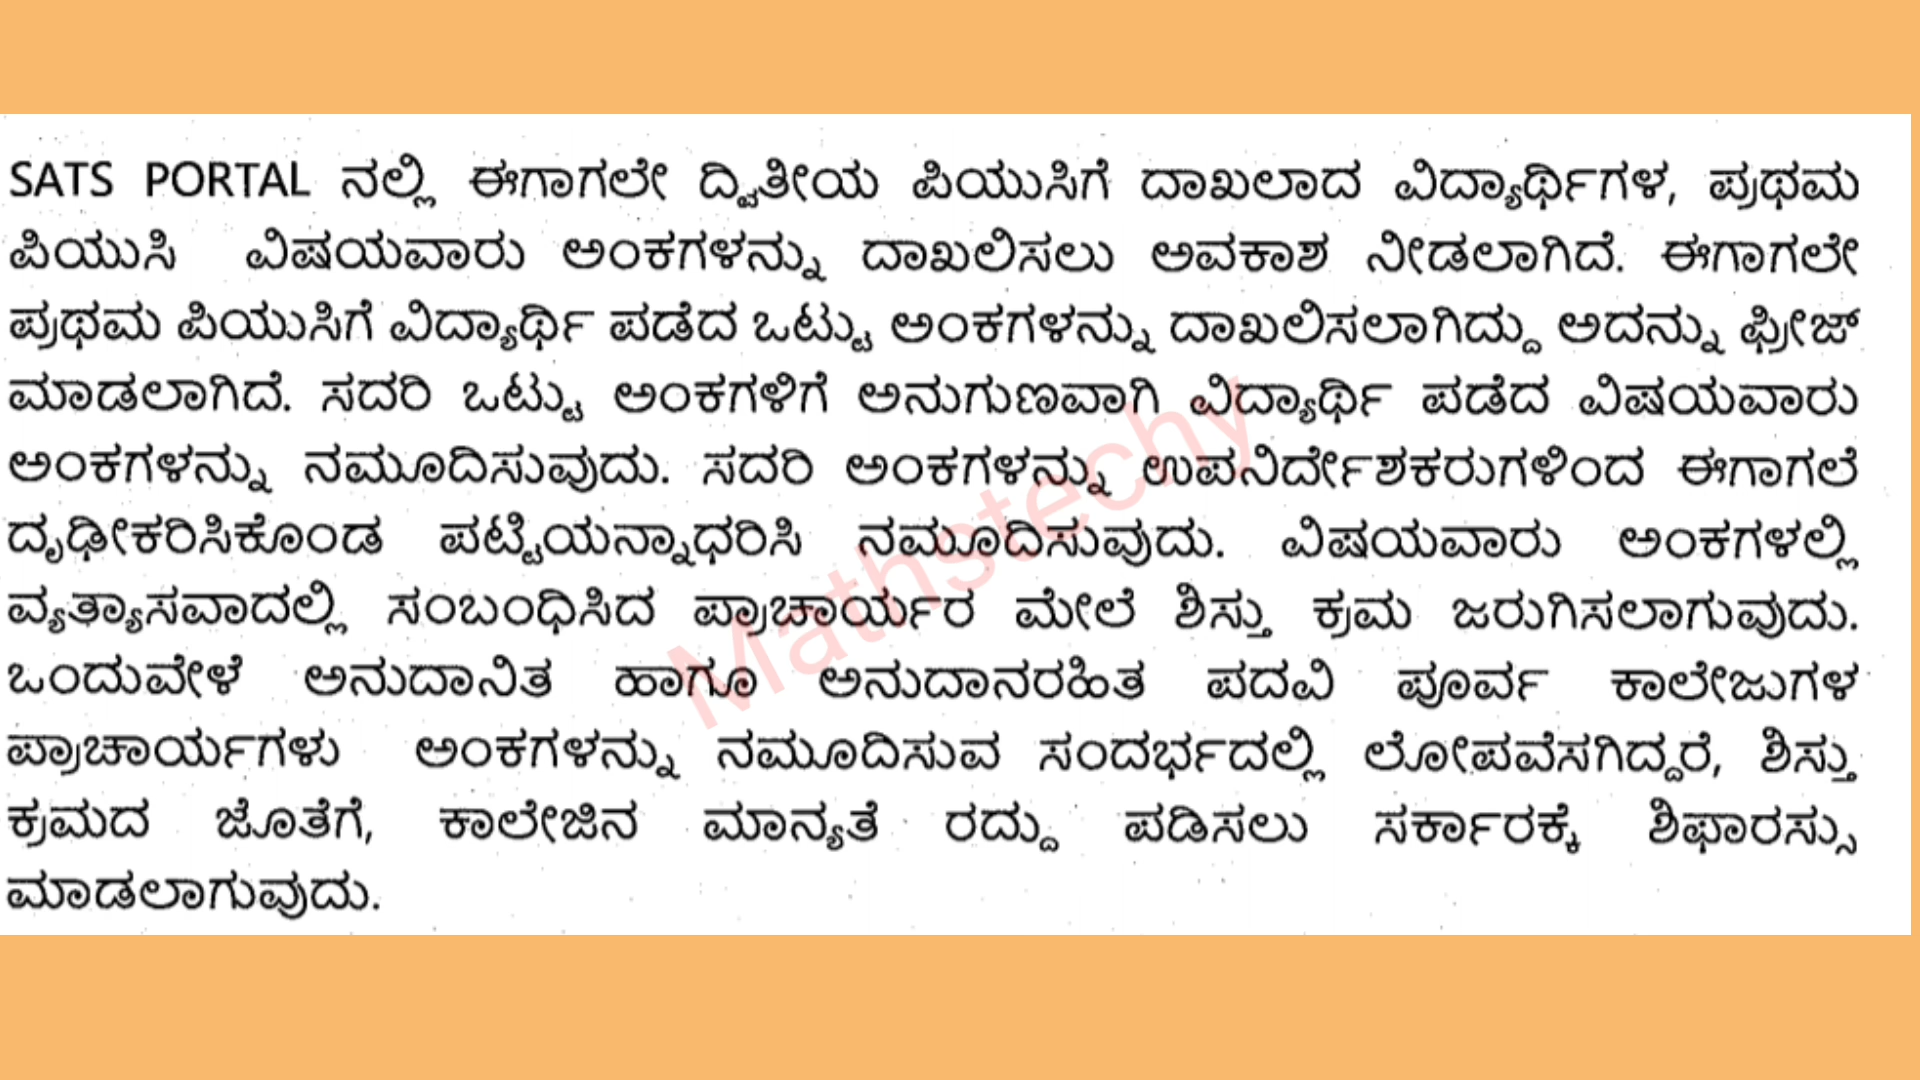 SATS PORTAL ನಲ್ಲಿ ಈಗಾಗಲೇ ದ್ವಿತೀಯ ಪಿಯುಸಿಗೆ ದಾಖಲಾದ ವಿದ್ಯಾರ್ಥಿಗಳ, ಪ್ರಥಮ
ಪಿಯುಸಿ ವಿಷಯವಾರು ಅಂಕಗಳನ್ನು ದಾಖಲಿಸಲು ಅವಕಾಶ ನೀಡಲಾಗಿದೆ. ಈಗಾಗಲೇ
ಪ್ರಥಮ ಪಿಯುಸಿಗೆ ವಿದ್ಯಾರ್ಥಿ ಪಡೆದ ಒಟ್ಟು ಅಂಕಗಳನ್ನು ದಾಖಲಿಸಲಾಗಿದ್ದು ಅದನ್ನು ಫ್ರೀಜ್
ಮಾಡಲಾಗಿದೆ. ಸದರಿ ಒಟ್ಟು ಅಂಕಗಳಿಗೆ ಅನುಗುಣವಾಗಿ ವಿದ್ಯಾರ್ಥಿ ಪಡೆದ ವಿಷಯವಾರು
ಅಂಕಗಳನ್ನು ನಮೂದಿಸುವುದು. ಸದರಿ ಅಂಕಗಳನ್ನು ಉಪನಿರ್ದೇಶಕರುಗಳಿಂದ ಈಗಾಗಲೆ
ದೃಢೀಕರಿಸಿಕೊಂಡ ಪಟ್ಟಿಯನ್ನಾಧರಿಸಿ ನಮೂದಿಸುವುದು. ವಿಷಯವಾರು ಅಂಕಗಳಲ್ಲಿ
ವ್ಯತ್ಯಾಸವಾದಲ್ಲಿ ಸಂಬಂಧಿಸಿದ ಪ್ರಾಚಾರ್ಯರ ಮೇಲೆ ಶಿಸ್ತು ಕ್ರಮ ಜರುಗಿಸಲಾಗುವುದು.
ಒಂದುವೇಳೆ ಅನುದಾನಿತ ಹಾಗೂ ಅನುದಾನರಹಿತ ಪದವಿ ಪೂರ್ವ ಕಾಲೇಜುಗಳ
ಪ್ರಾಚಾರ್ಯಗಳು ಅಂಕಗಳನ್ನು ನಮೂದಿಸುವ ಸಂದರ್ಭದಲ್ಲಿ ಲೋಪವೆಸಗಿದ್ದರೆ, ಶಿಸ್ತು
ಕ್ರಮದ ಜೊತೆಗೆ, ಕಾಲೇಜಿನ ಮಾನ್ಯತೆ ರದ್ದು ಪಡಿಸಲು ಸರ್ಕಾರಕ್ಕೆ ಶಿಫಾರಸ್ಸು
ಮಾಡಲಾಗುವುದು.
Mathstechy